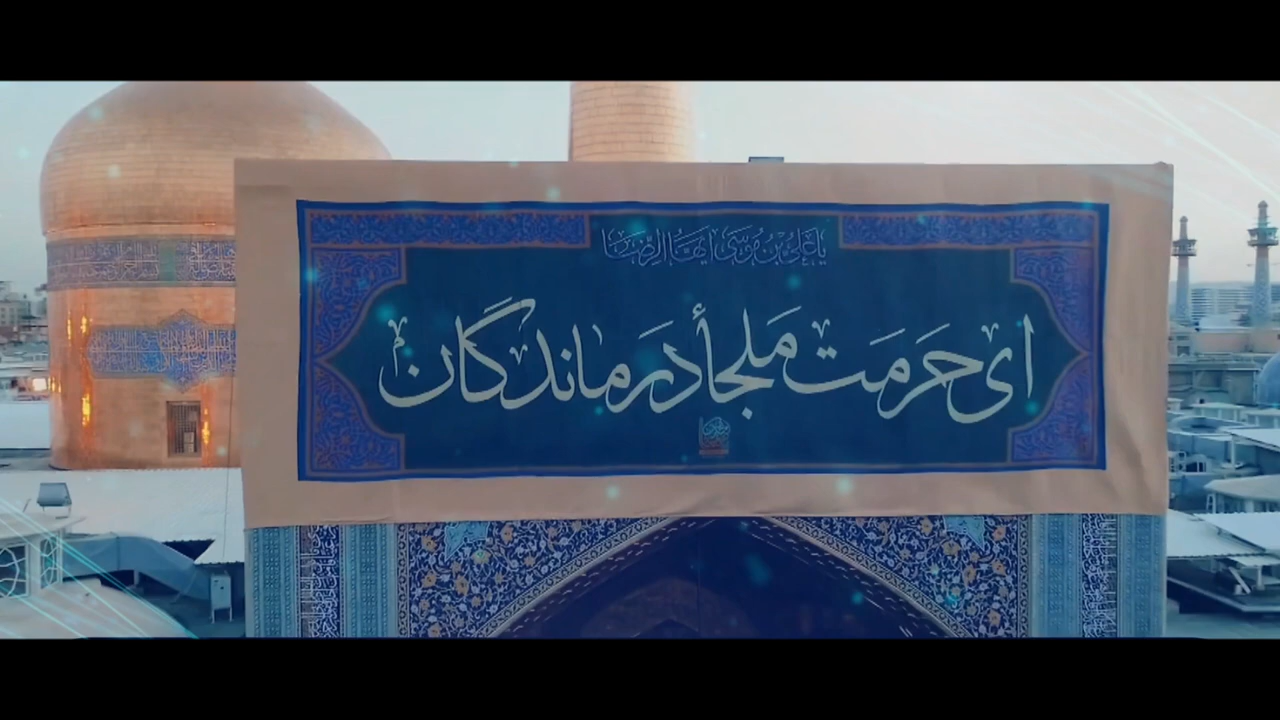 یا علی بن موسی ایها الرضا
ای حرمت ملجأ درماندگان